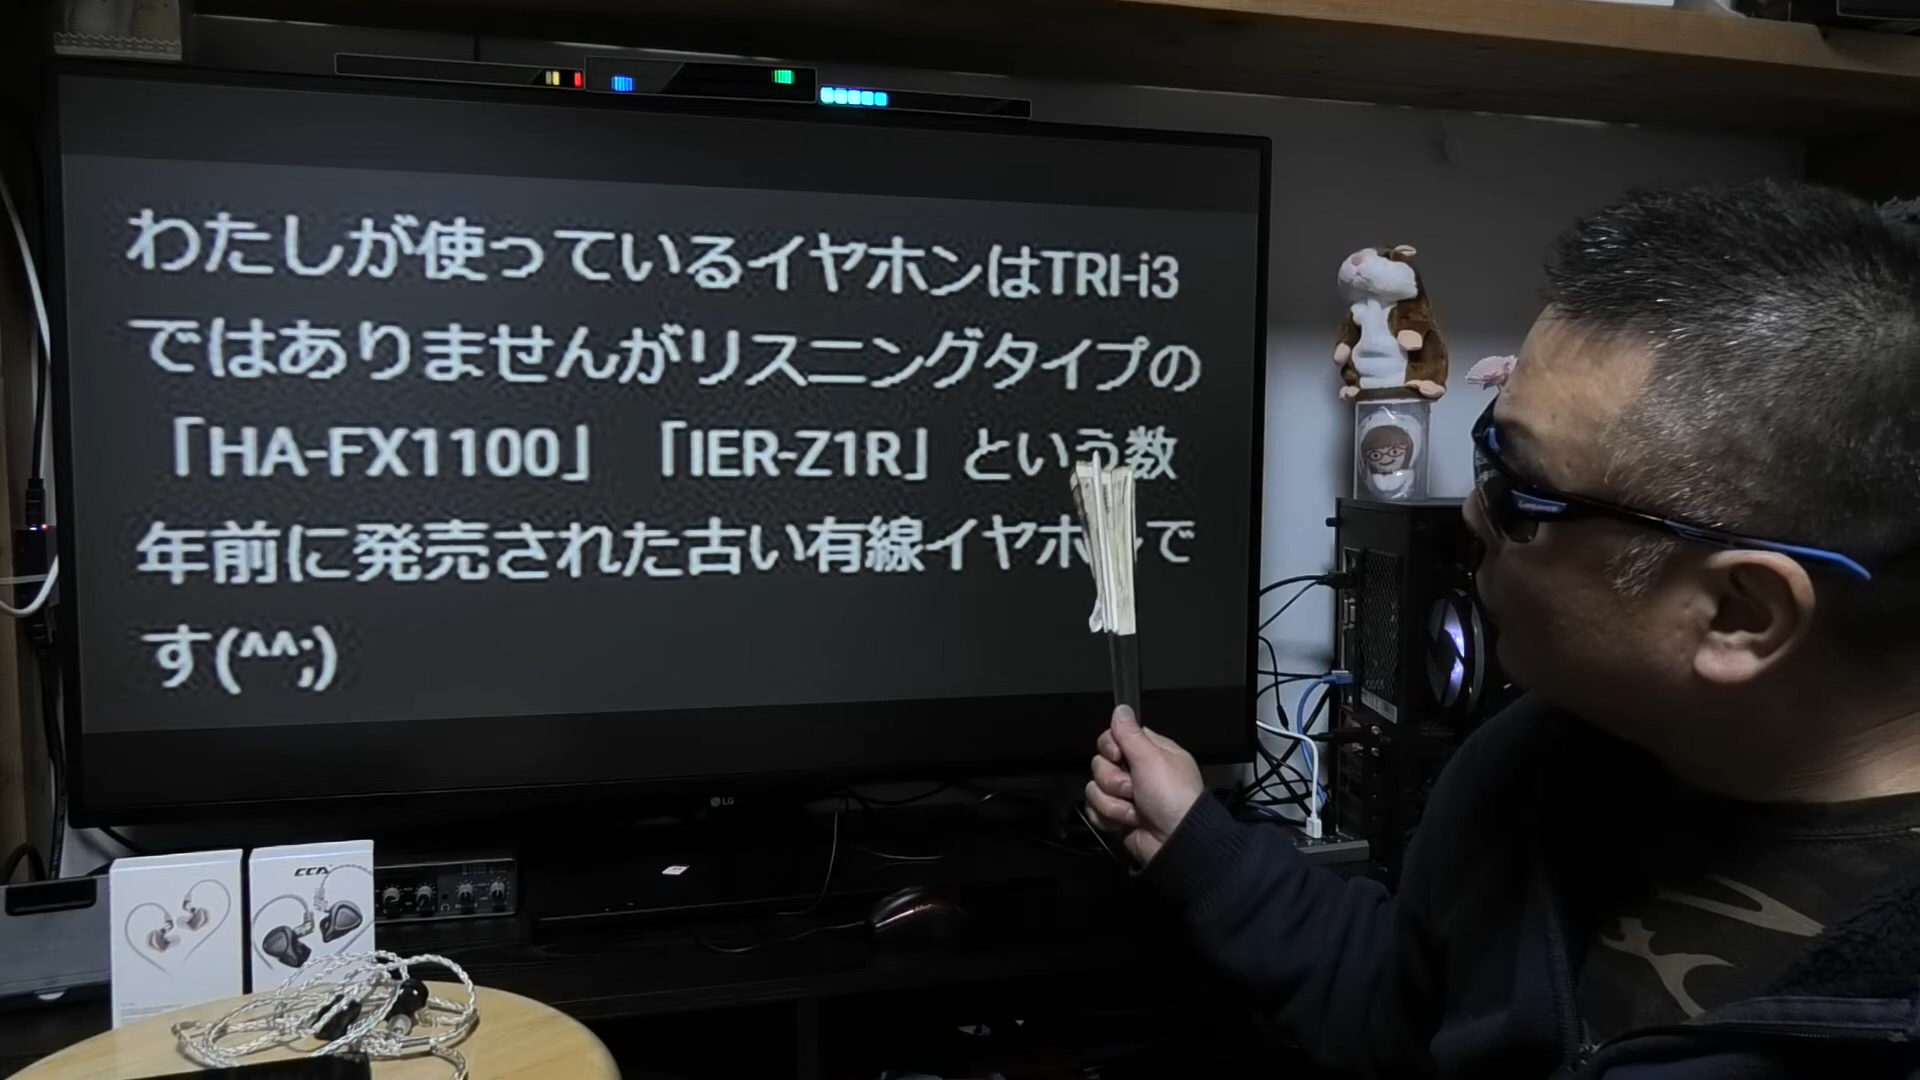 わたしが使っているイヤホンはTRI-i3
ではありませんがリスニングタイプの
「HA-FX1100」「IER-Z1R」という数
年前に発売された古い有線イヤホンで
す(^^;)
LG
CCA